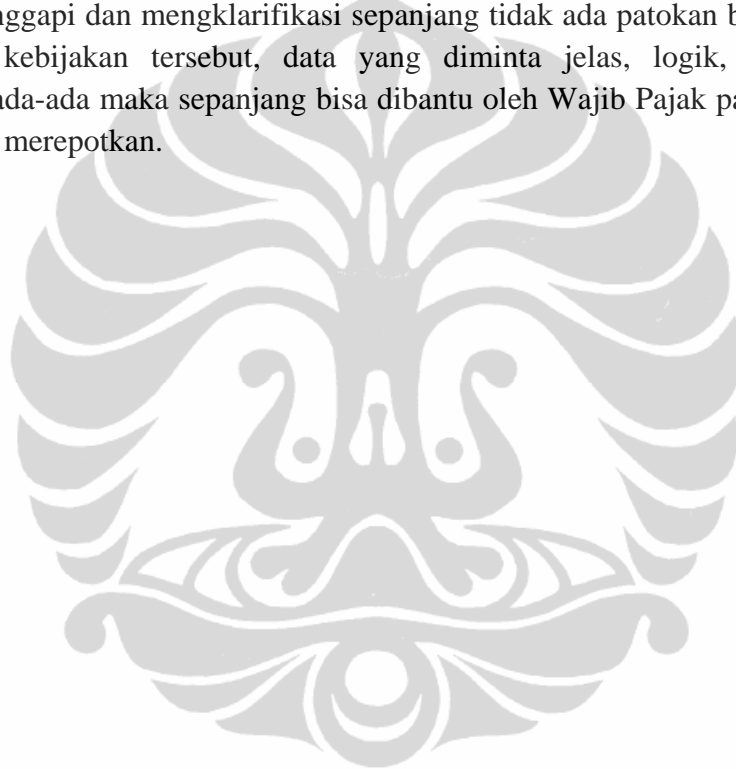 nggapi dan mengklarifikasi sepanjang tidak ada patokan b
kebijakan tersebut, data yang diminta jelas, logik,
ada-ada maka sepanjang bisa dibantu oleh Wajib Pajak pa
merepotkan.